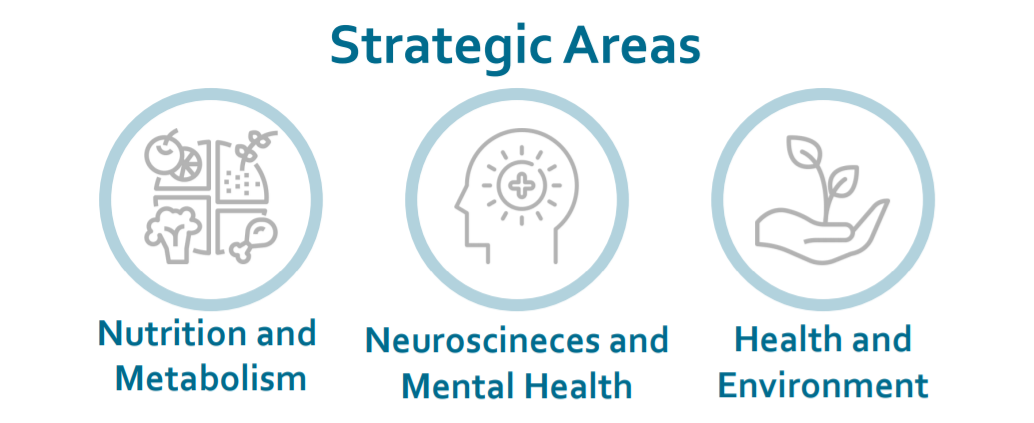 Strategic Areas
Nutrition and
Metabolism
Neuroscineces and
Mental Health
Health and
Environment